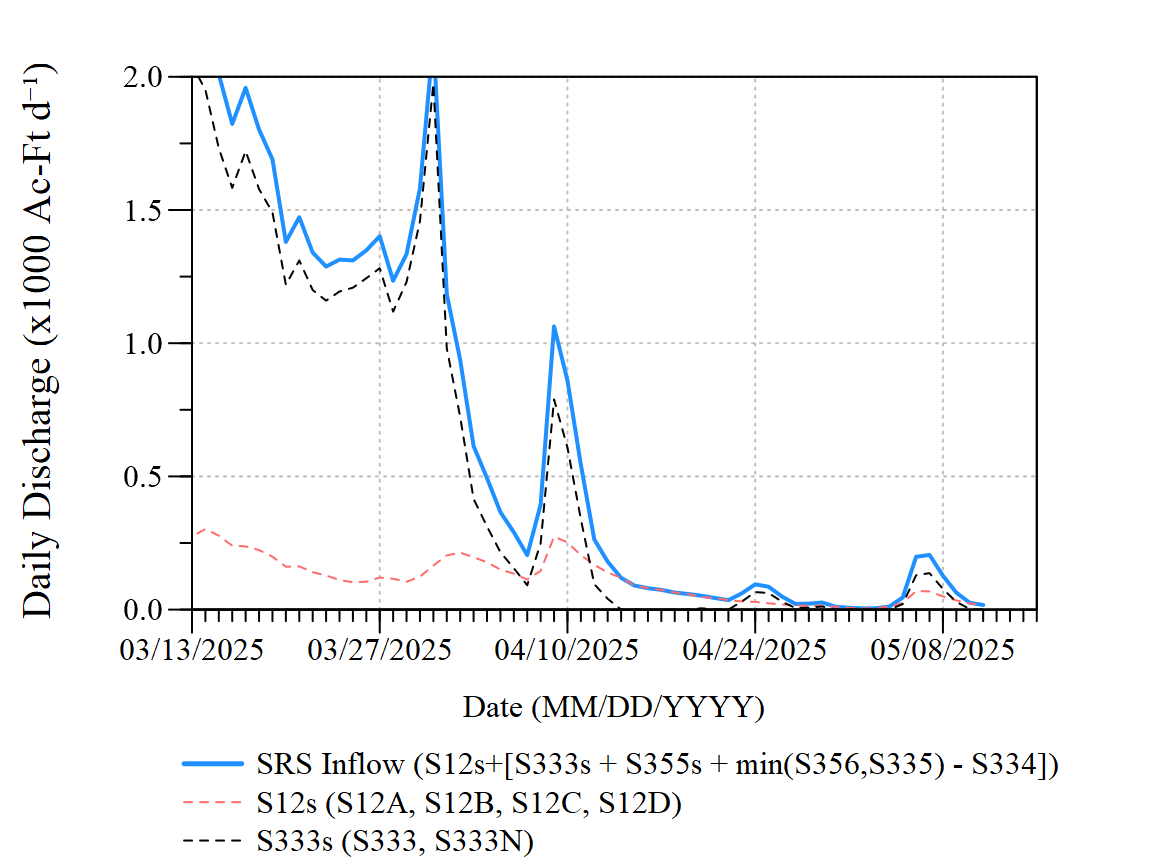 Daily Discharge (x1000 Ac-Ft d⁻¹)
2.0
1.5
1.0
0.5
0.0
03/13/2025 03/27/2025 04/10/2025 04/24/2025 05/08/2025
Date (MM/DD/YYYY)
SRS Inflow (S12s+[S333s + S355s + min(S356,S335) - S334])
S12s (S12A, S12B, S12C, S12D)
S333s (S333, S333N)